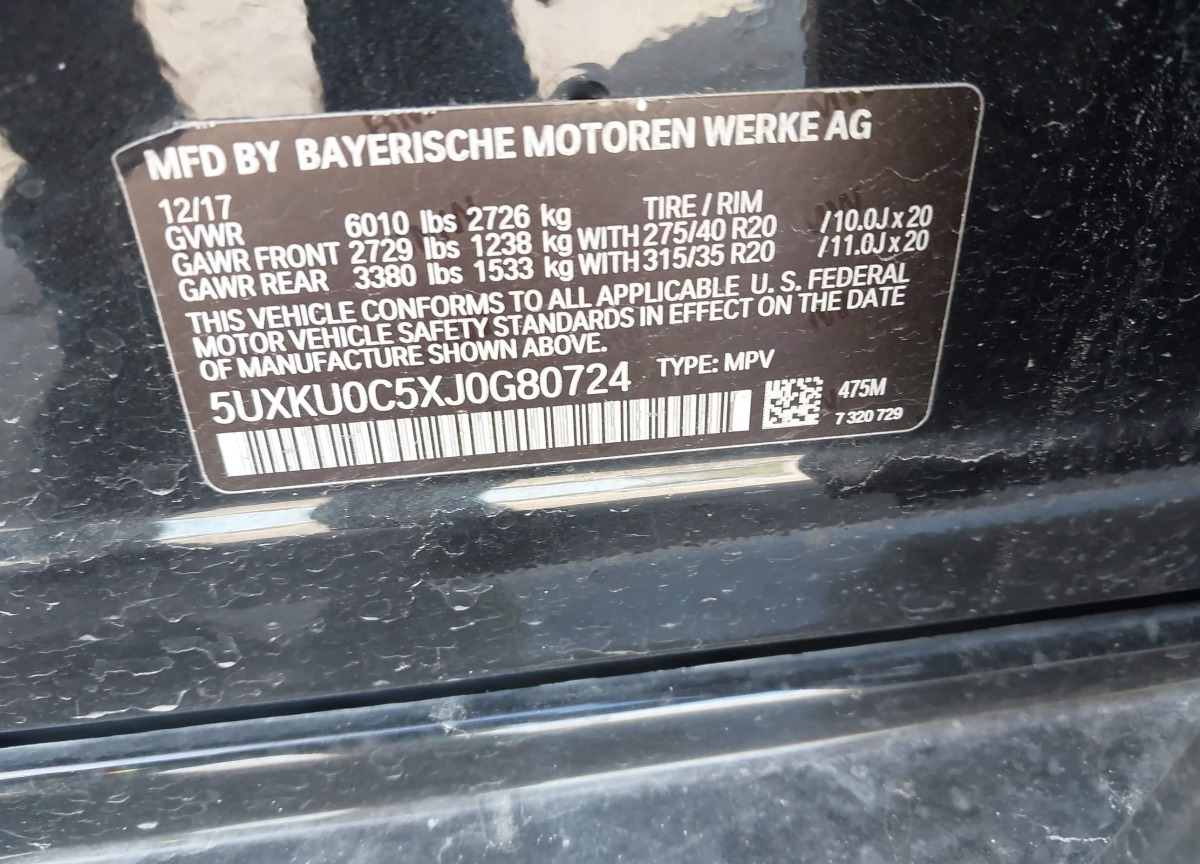 MFD BY BAYERISCHE MOTOREN WERKE AG
12/17 TIRE / RIM
GVWR 6010 lbs 2726 kg
GAWR FRONT 2729 lbs 1238 kg WITH 275/40 R20 /10.0J x 20
GAWR REAR 3380 lbs 1533 kg WITH 315/35 R20 /11.0J x 20
THIS VEHICLE CONFORMS TO ALL APPLICABLE U. S. FEDERAL
MOTOR VEHICLE SAFETY STANDARDS IN EFFECT ON THE DATE
OF MANUFACTURE SHOWN ABOVE.
5UXKU0C5XJ0G80724 TYPE: MPV
475M
7 320 729